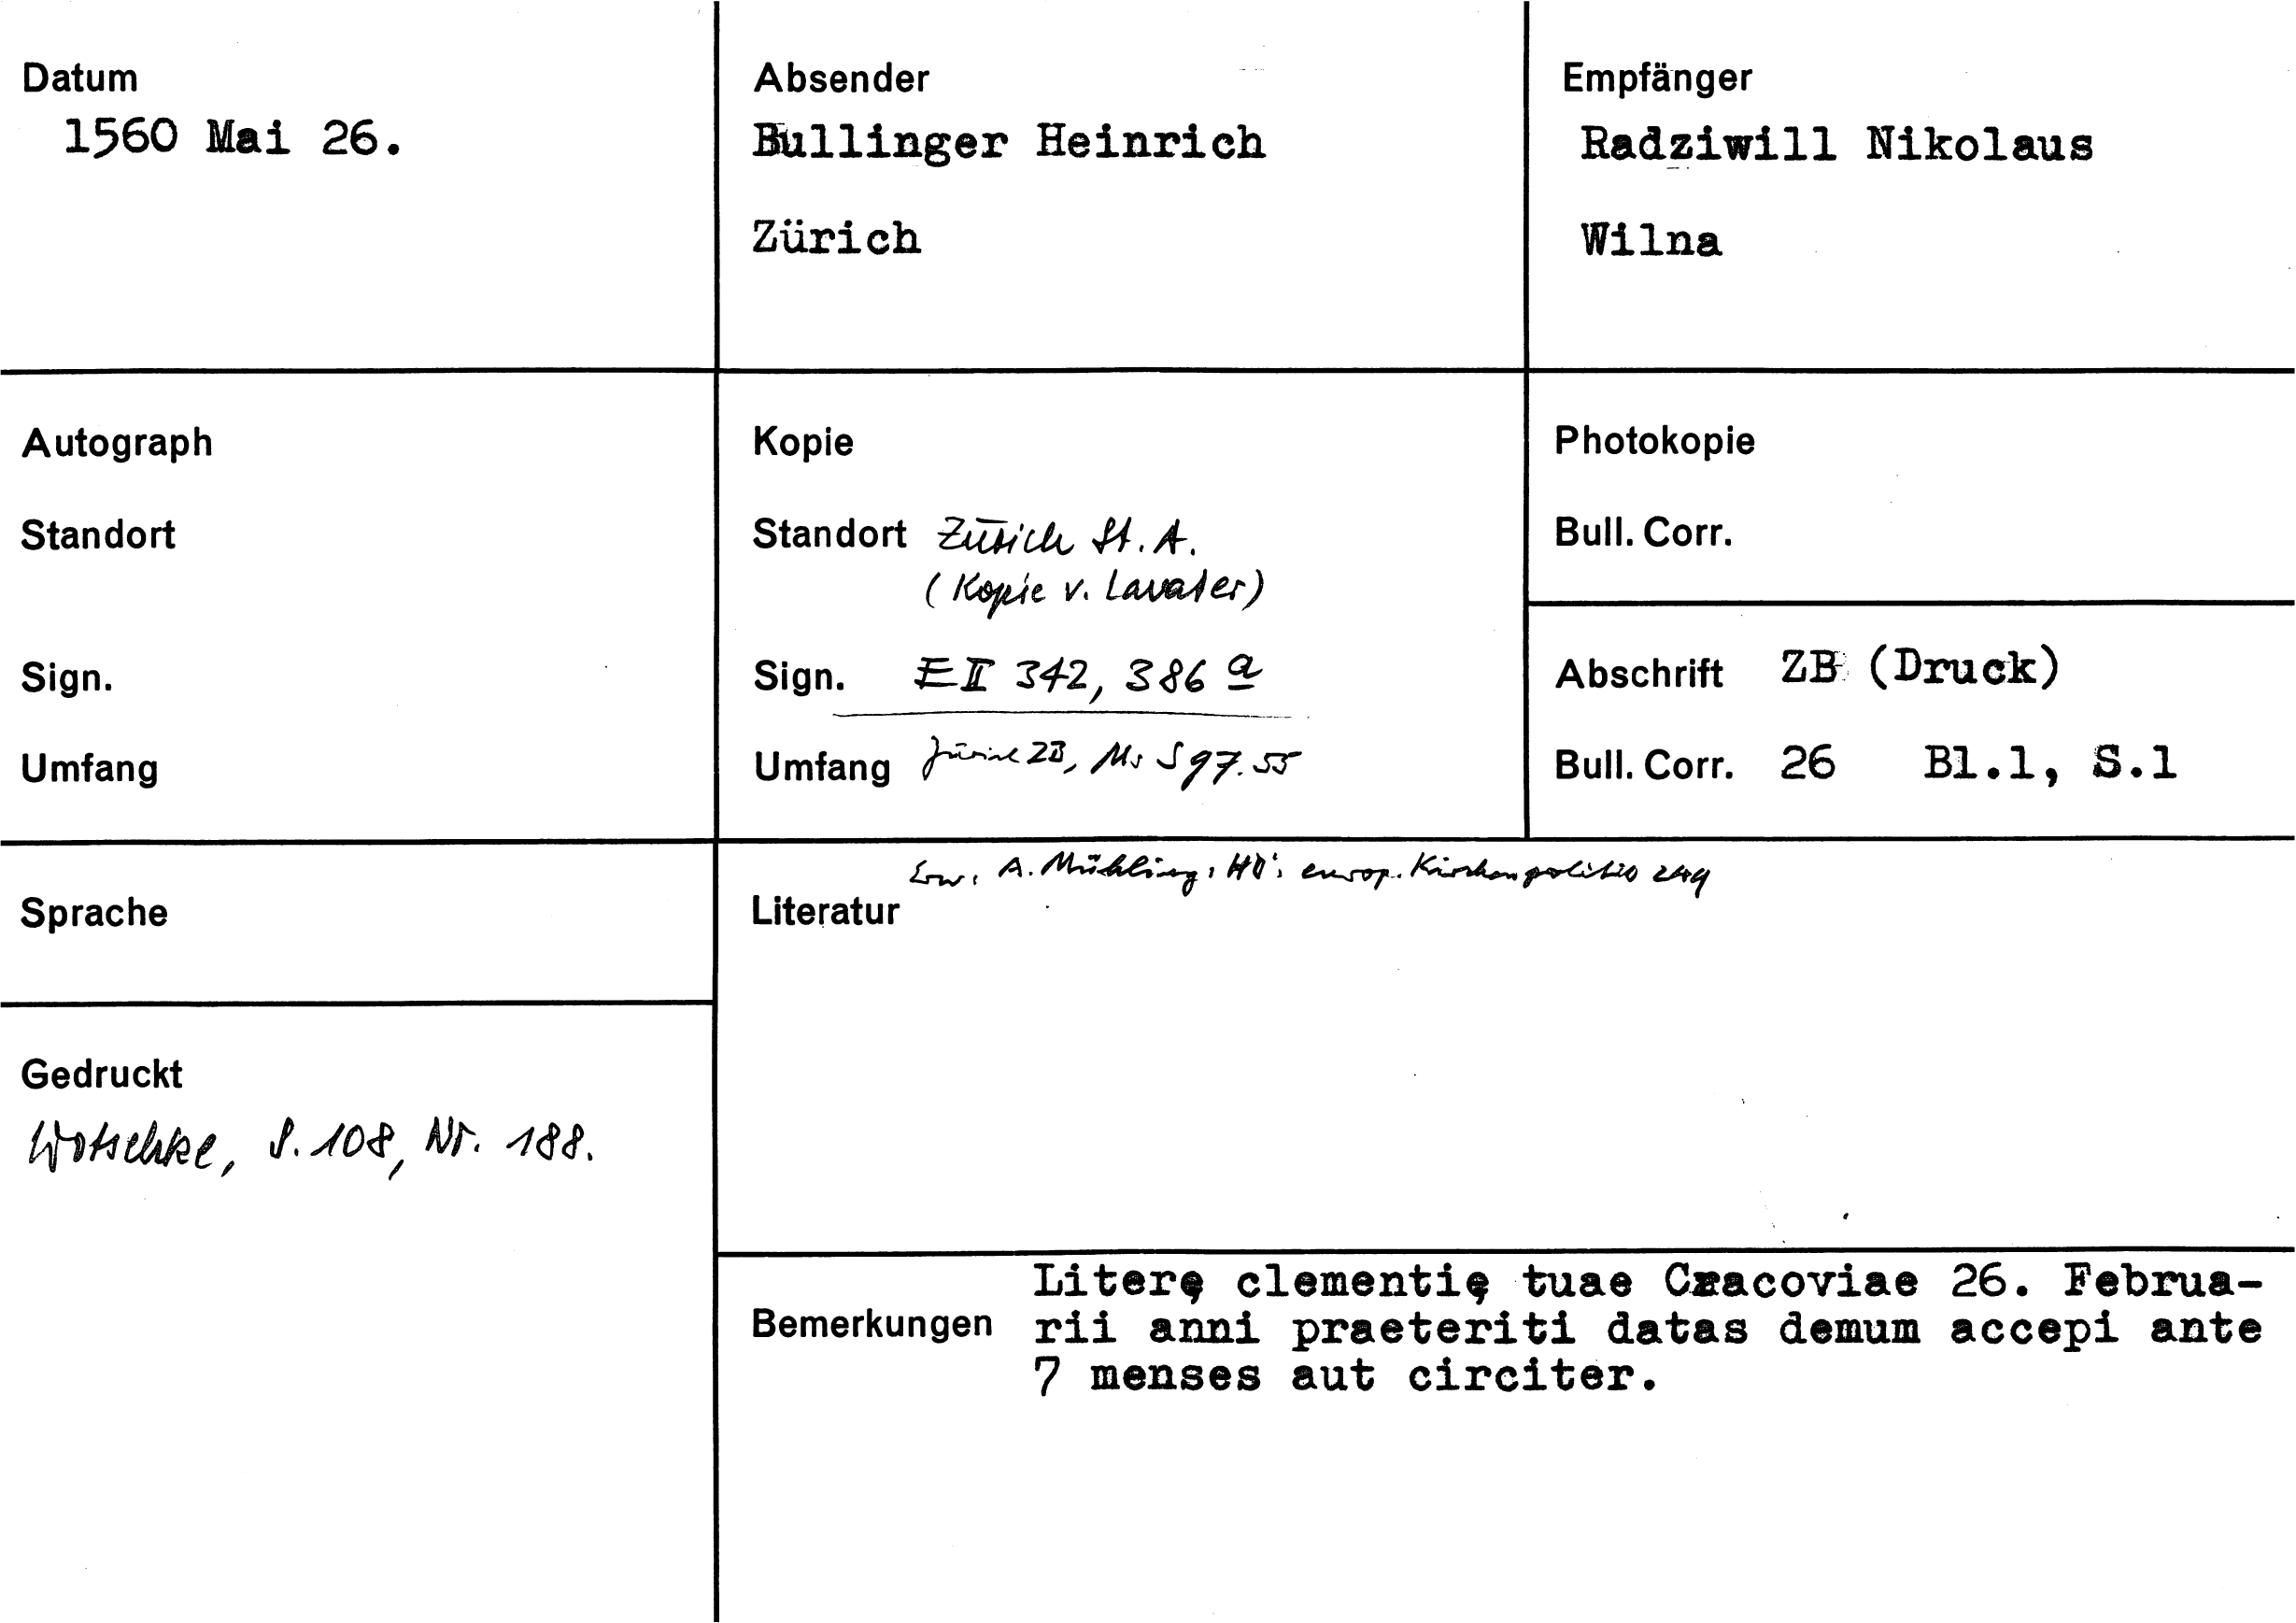 Datum
1560 Mai 26.
Absender
Bullinger Heinrich
Zürich
Empfänger
Radziwill Nikolaus
Wilna
Autograph
Standort
Sign.
Umfang
Kopie
Standort Zürich St. A.
(Kopie v. Lavater)
Sign. E II 342, 386 a
Umfang Zürich ZB, Ms S 97. 55
Photokopie
Bull. Corr.
Abschrift ZB (Druck)
Bull. Corr. 26 Bl.1, S.1
Sprache
Gedruckt
Wotschke, S. 108, Nr. 188.
A. Mühling, HB's europ. Kirchenpolitik 249
Literatur
Literę clementię tuae Cracoviae 26. Februa-
Bemerkungen rii anni praeteriti datas demum accepi ante
7 menses aut circiter.